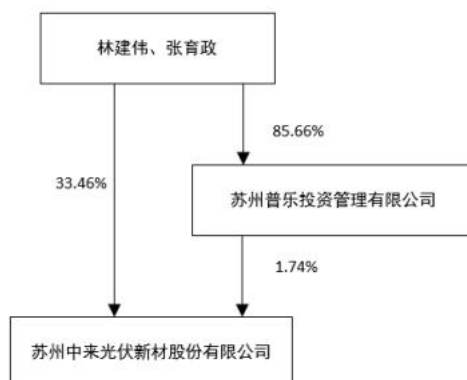 林建伟、张育政
85.66%
33.46%
苏州普乐投资管理有限公司
1.74%
苏州中来光伏新材股份有限公司